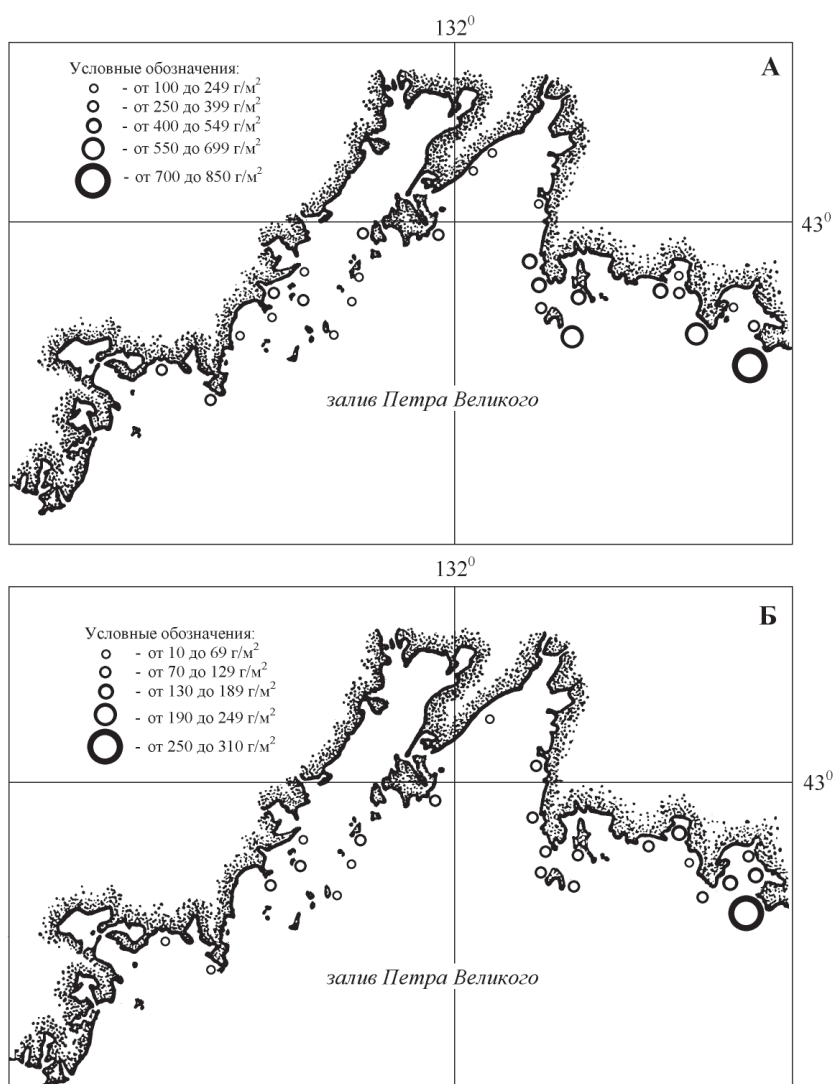 132⁰
А
Условные обозначения:
- от 100 до 249 г/м²
- от 250 до 399 г/м²
- от 400 до 549 г/м²
- от 550 до 699 г/м²
- от 700 до 850 г/м²
43⁰
залив Петра Великого
132⁰
Б
Условные обозначения:
- от 10 до 69 г/м²
- от 70 до 129 г/м²
- от 130 до 189 г/м²
- от 190 до 249 г/м²
- от 250 до 310 г/м²
43⁰
залив Петра Великого